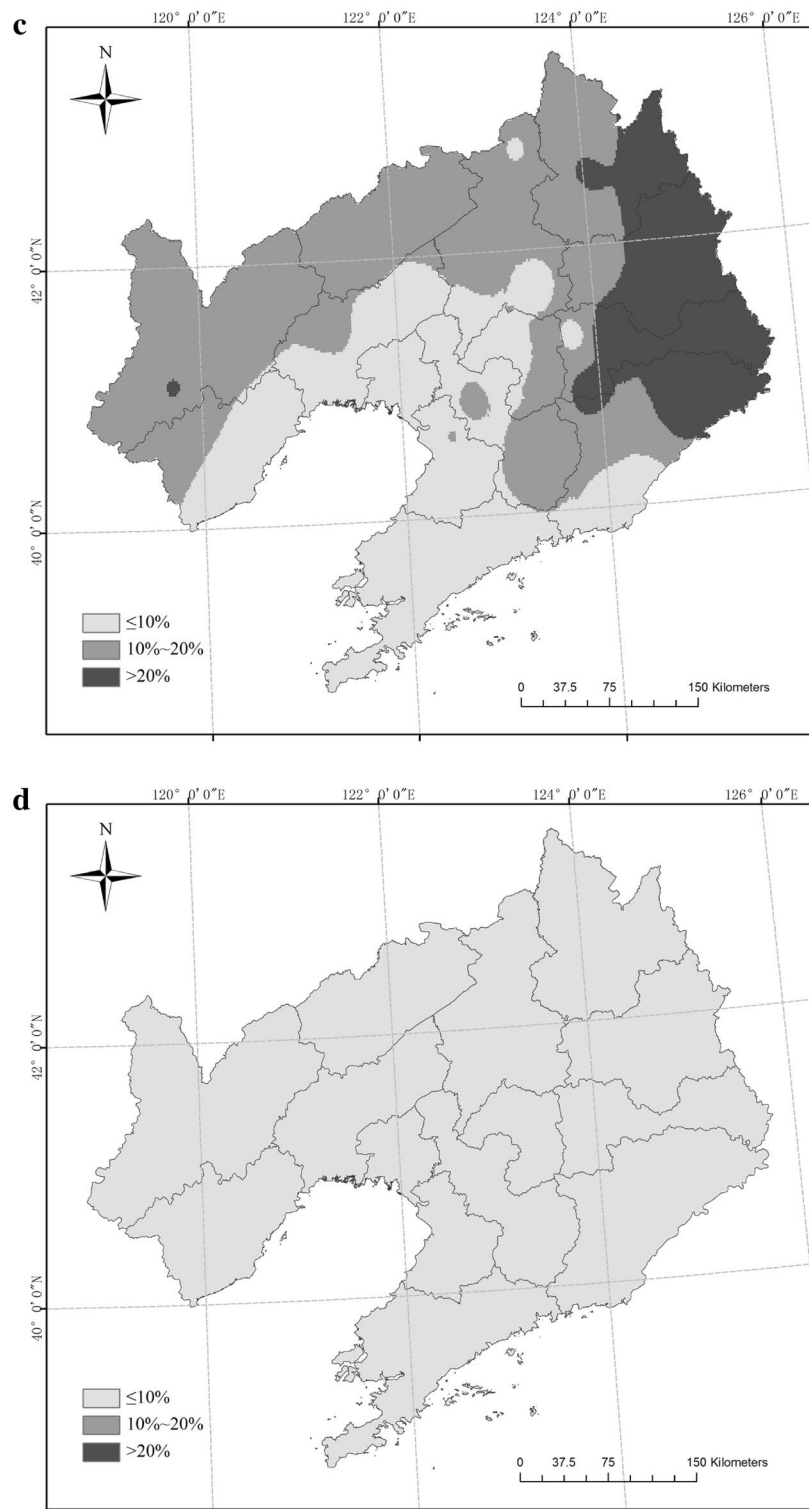 c
120° 0' 0"E 122° 0' 0"E 124° 0' 0"E 126° 0' 0"E
N
42° 0' 0"N
40° 0' 0"N
≤10%
10%~20%
>20%
0 37.5 75 150 Kilometers
d
120° 0' 0"E 122° 0' 0"E 124° 0' 0"E 126° 0' 0"E
N
42° 0' 0"N
40° 0' 0"N
≤10%
10%~20%
>20%
0 37.5 75 150 Kilometers